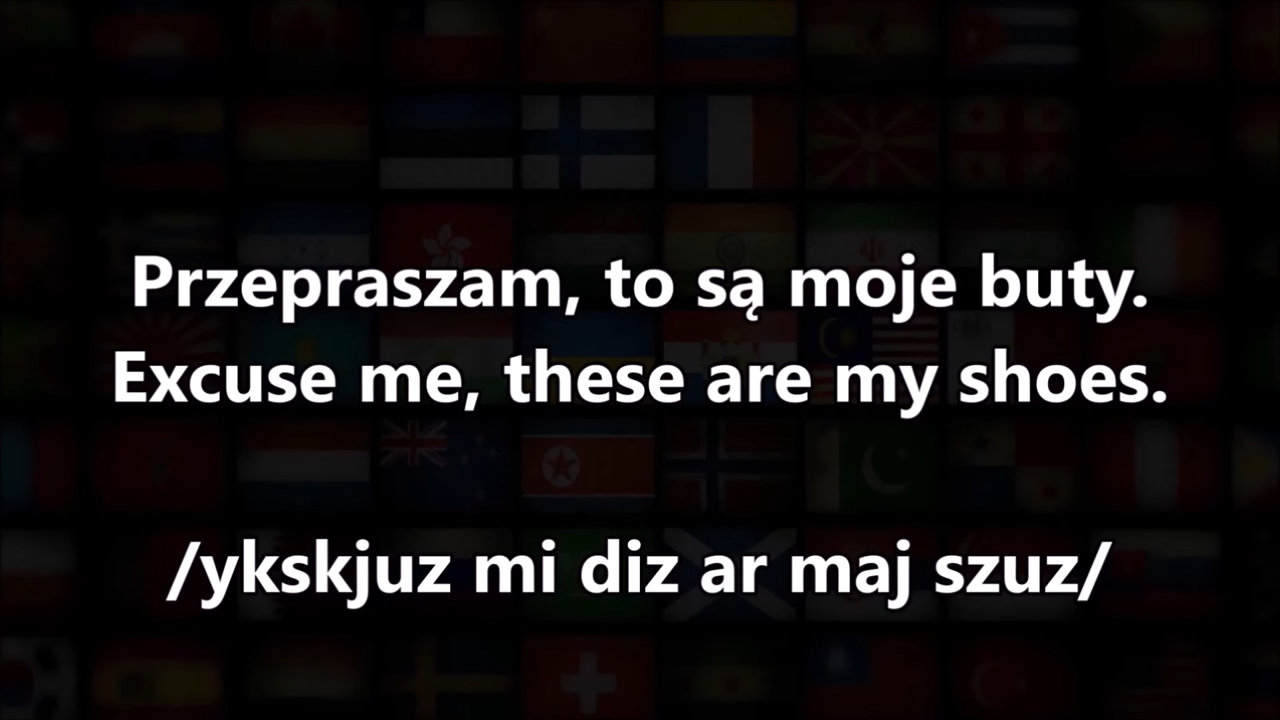 Przepraszam, to są moje buty.
Excuse me, these are my shoes.
/ykskjuz mi diz ar maj szuz/